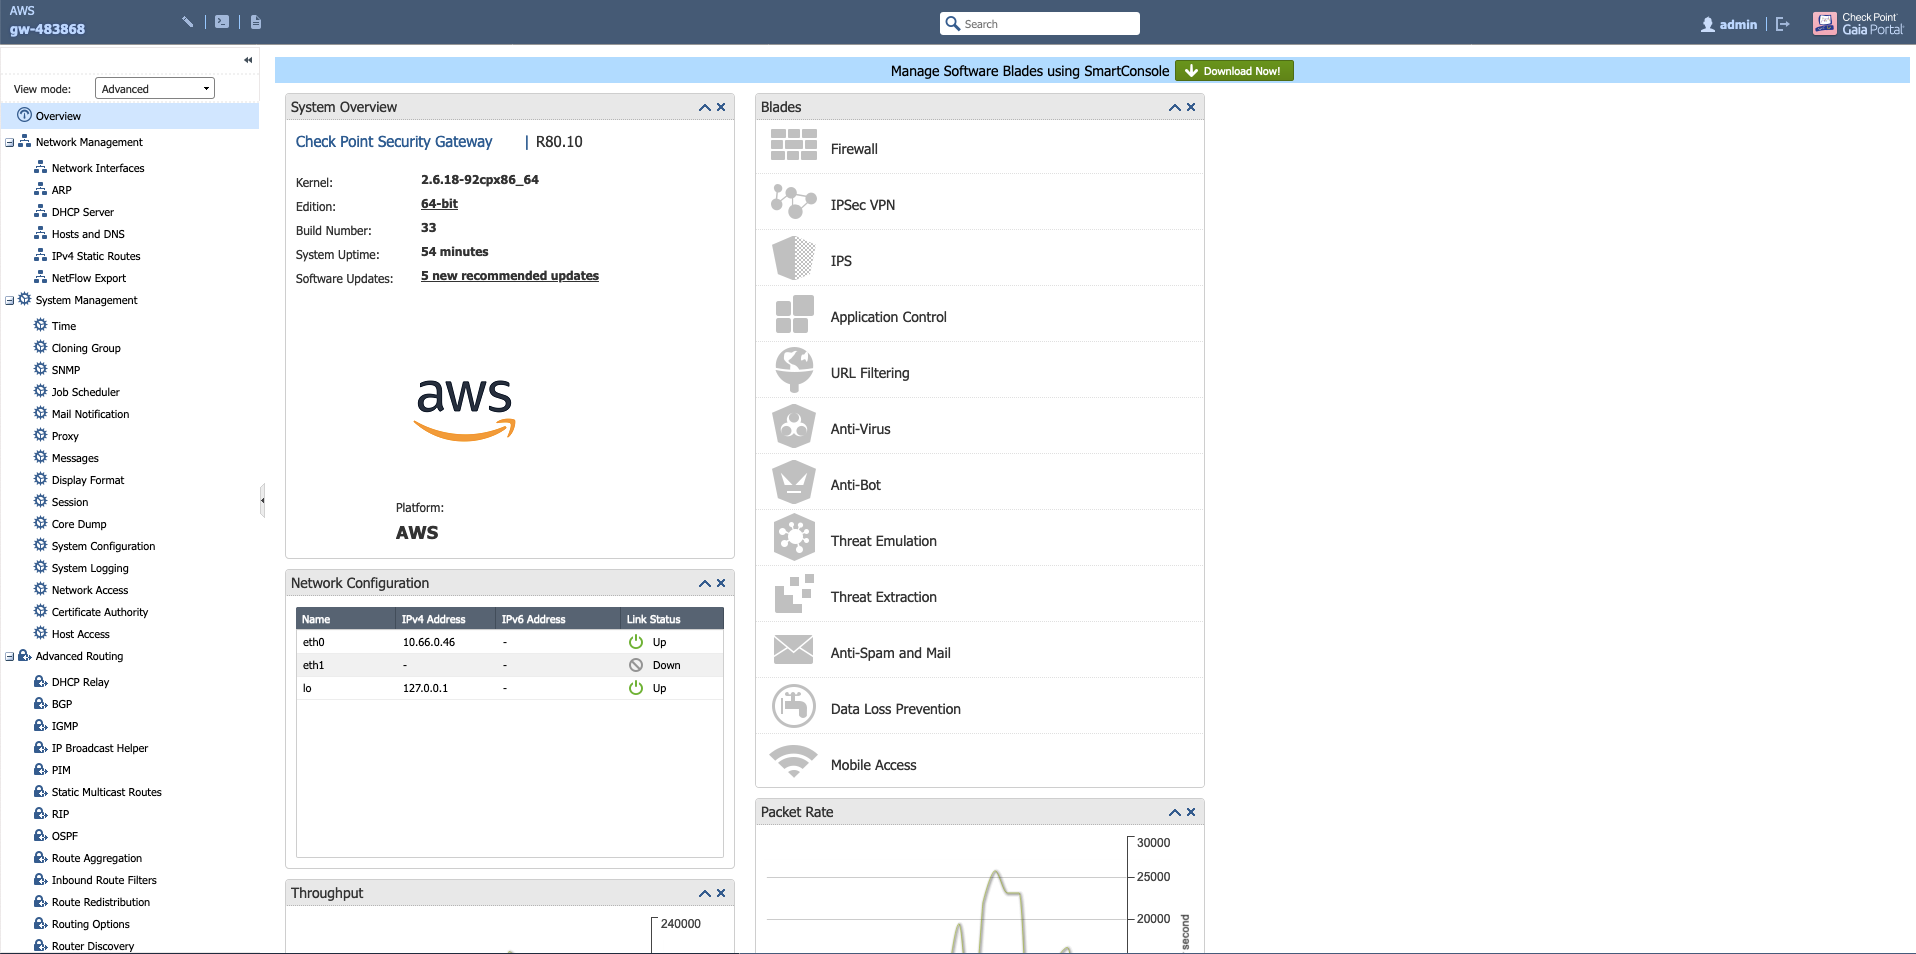 AWS
gw-483868
Search
admin
Check Point
Gaia Portal
View mode:
Advanced
Overview
Network Management
Network Interfaces
ARP
DHCP Server
Hosts and DNS
IPv4 Static Routes
NetFlow Export
System Management
Time
Cloning Group
SNMP
Job Scheduler
Mail Notification
Proxy
Messages
Display Format
Session
Core Dump
System Configuration
System Logging
Network Access
Certificate Authority
Host Access
Advanced Routing
DHCP Relay
BGP
IGMP
IP Broadcast Helper
PIM
Static Multicast Routes
RIP
OSPF
Route Aggregation
Inbound Route Filters
Route Redistribution
Routing Options
Router Discovery
Manage Software Blades using SmartConsole
Download Now!
System Overview
Check Point Security Gateway | R80.10
Kernel: 2.6.18-92cpx86_64
Edition: 64-bit
Build Number: 33
System Uptime: 54 minutes
Software Updates: 5 new recommended updates
aws
Platform:
AWS
Network Configuration
Name IPv4 Address IPv6 Address Link Status
eth0 10.66.0.46 - Up
eth1 - - Down
lo 127.0.0.1 - Up
Throughput
240000
Blades
Firewall
IPSec VPN
IPS
Application Control
URL Filtering
Anti-Virus
Anti-Bot
Threat Emulation
Threat Extraction
Anti-Spam and Mail
Data Loss Prevention
Mobile Access
Packet Rate
30000
25000
20000
second